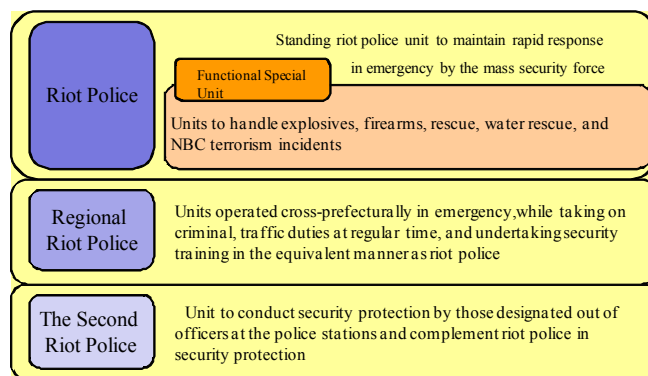 Riot Police
Standing riot police unit to maintain rapid response
in emergency by the mass security force
Functional Special
Unit
Units to handle explosives, firearms, rescue, water rescue, and
NBC terrorism incidents
Regional
Riot Police
Units operated cross-prefecturally in emergency,while taking on
criminal, traffic duties at regular time, and undertaking security
training in the equivalent manner as riot police
The Second
Riot Police
Unit to conduct security protection by those designated out of
officers at the police stations and complement riot police in
security protection